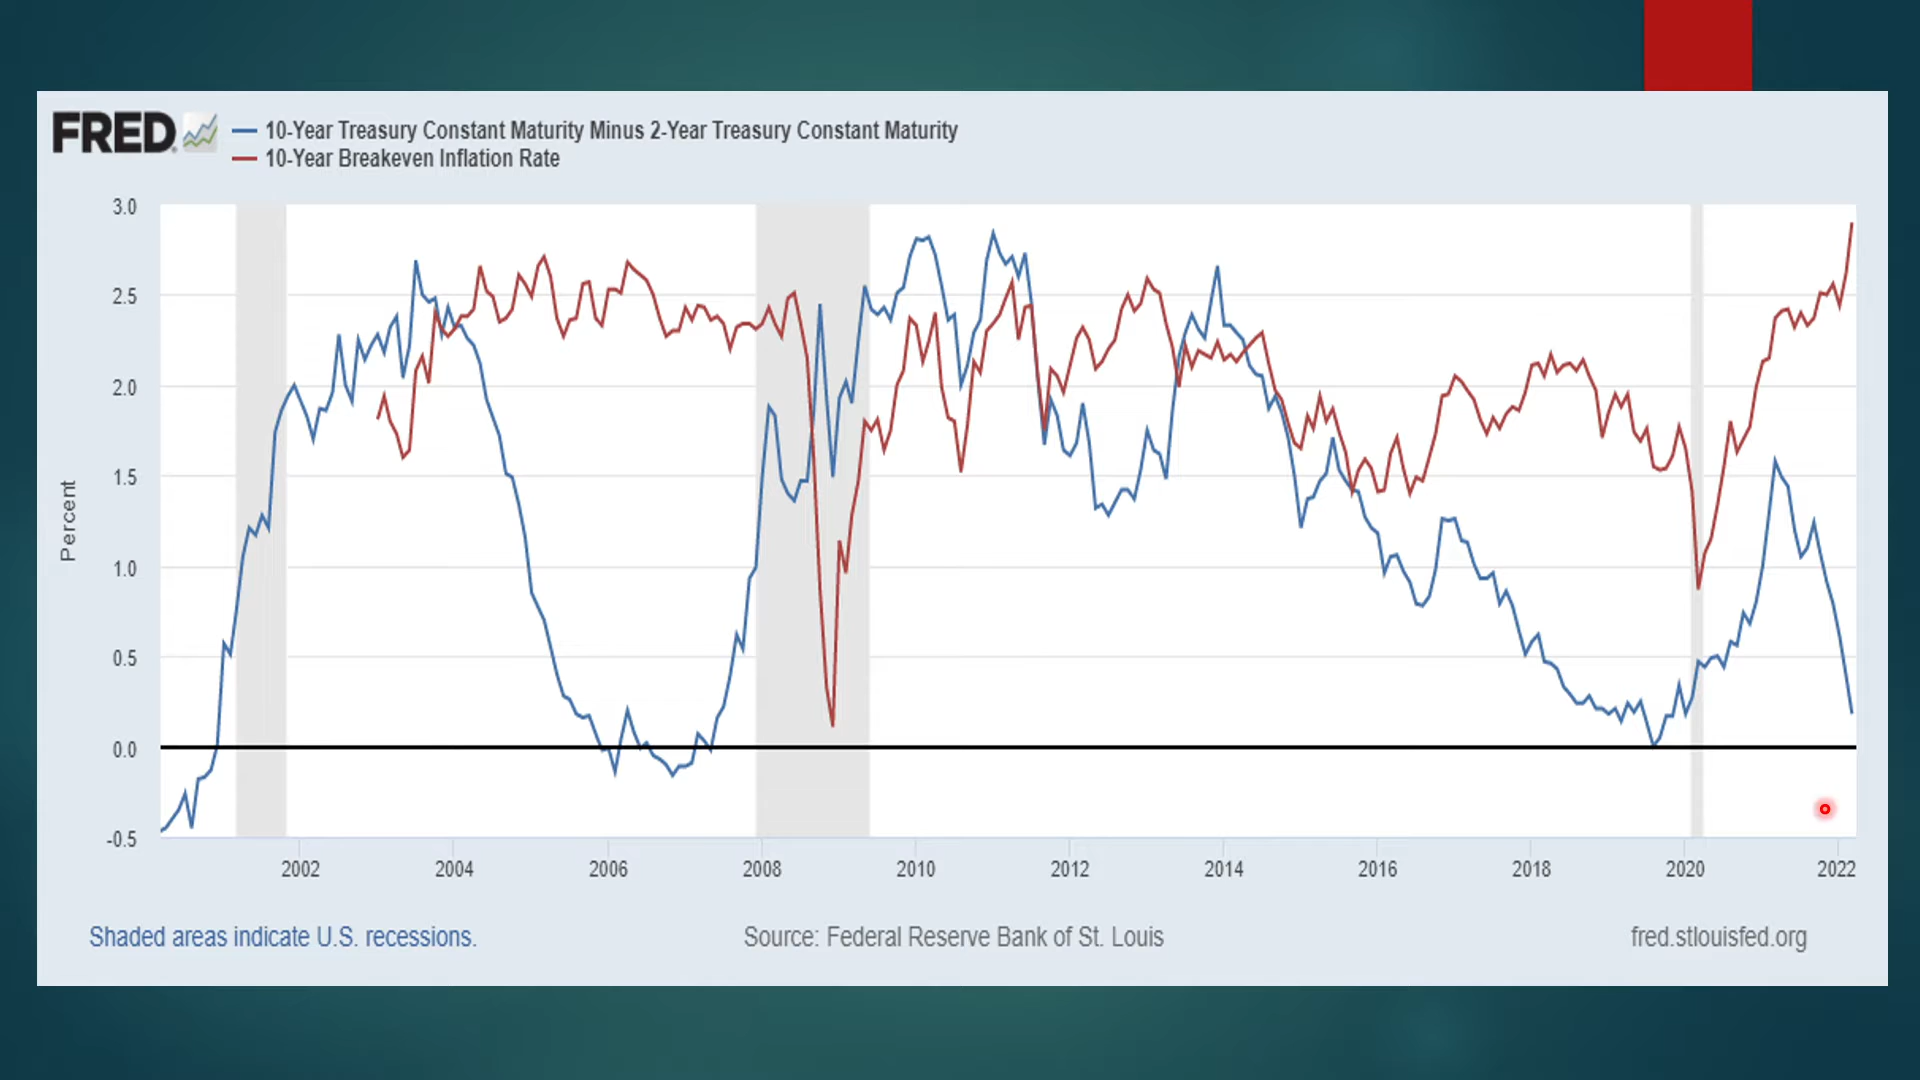 FRED
10-Year Treasury Constant Maturity Minus 2-Year Treasury Constant Maturity
10-Year Breakeven Inflation Rate
3.0
2.5
2.0
1.5
1.0
0.5
0.0
-0.5
Percent
2002 2004 2006 2008 2010 2012 2014 2016 2018 2020 2022
Shaded areas indicate U.S. recessions. Source: Federal Reserve Bank of St. Louis fred.stlouisfed.org